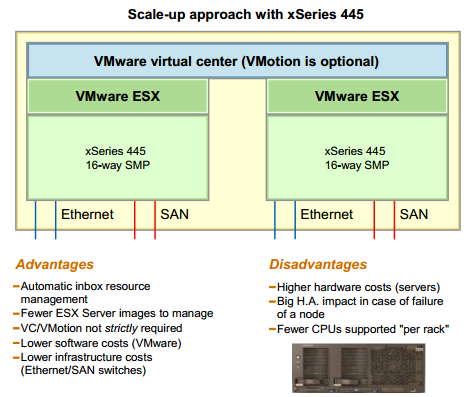 Scale-up approach with xSeries 445
VMware virtual center (VMotion is optional)
VMware ESX
VMware ESX
xSeries 445
16-way SMP
xSeries 445
16-way SMP
Ethernet
SAN
Ethernet
SAN
Advantages
–Automatic inbox resource
management
–Fewer ESX Server images to manage
–VC/VMotion not strictly required
–Lower software costs (VMware)
–Lower infrastructure costs
(Ethernet/SAN switches)
Disadvantages
–Higher hardware costs (servers)
–Big H.A. impact in case of failure
of a node
–Fewer CPUs supported "per rack"